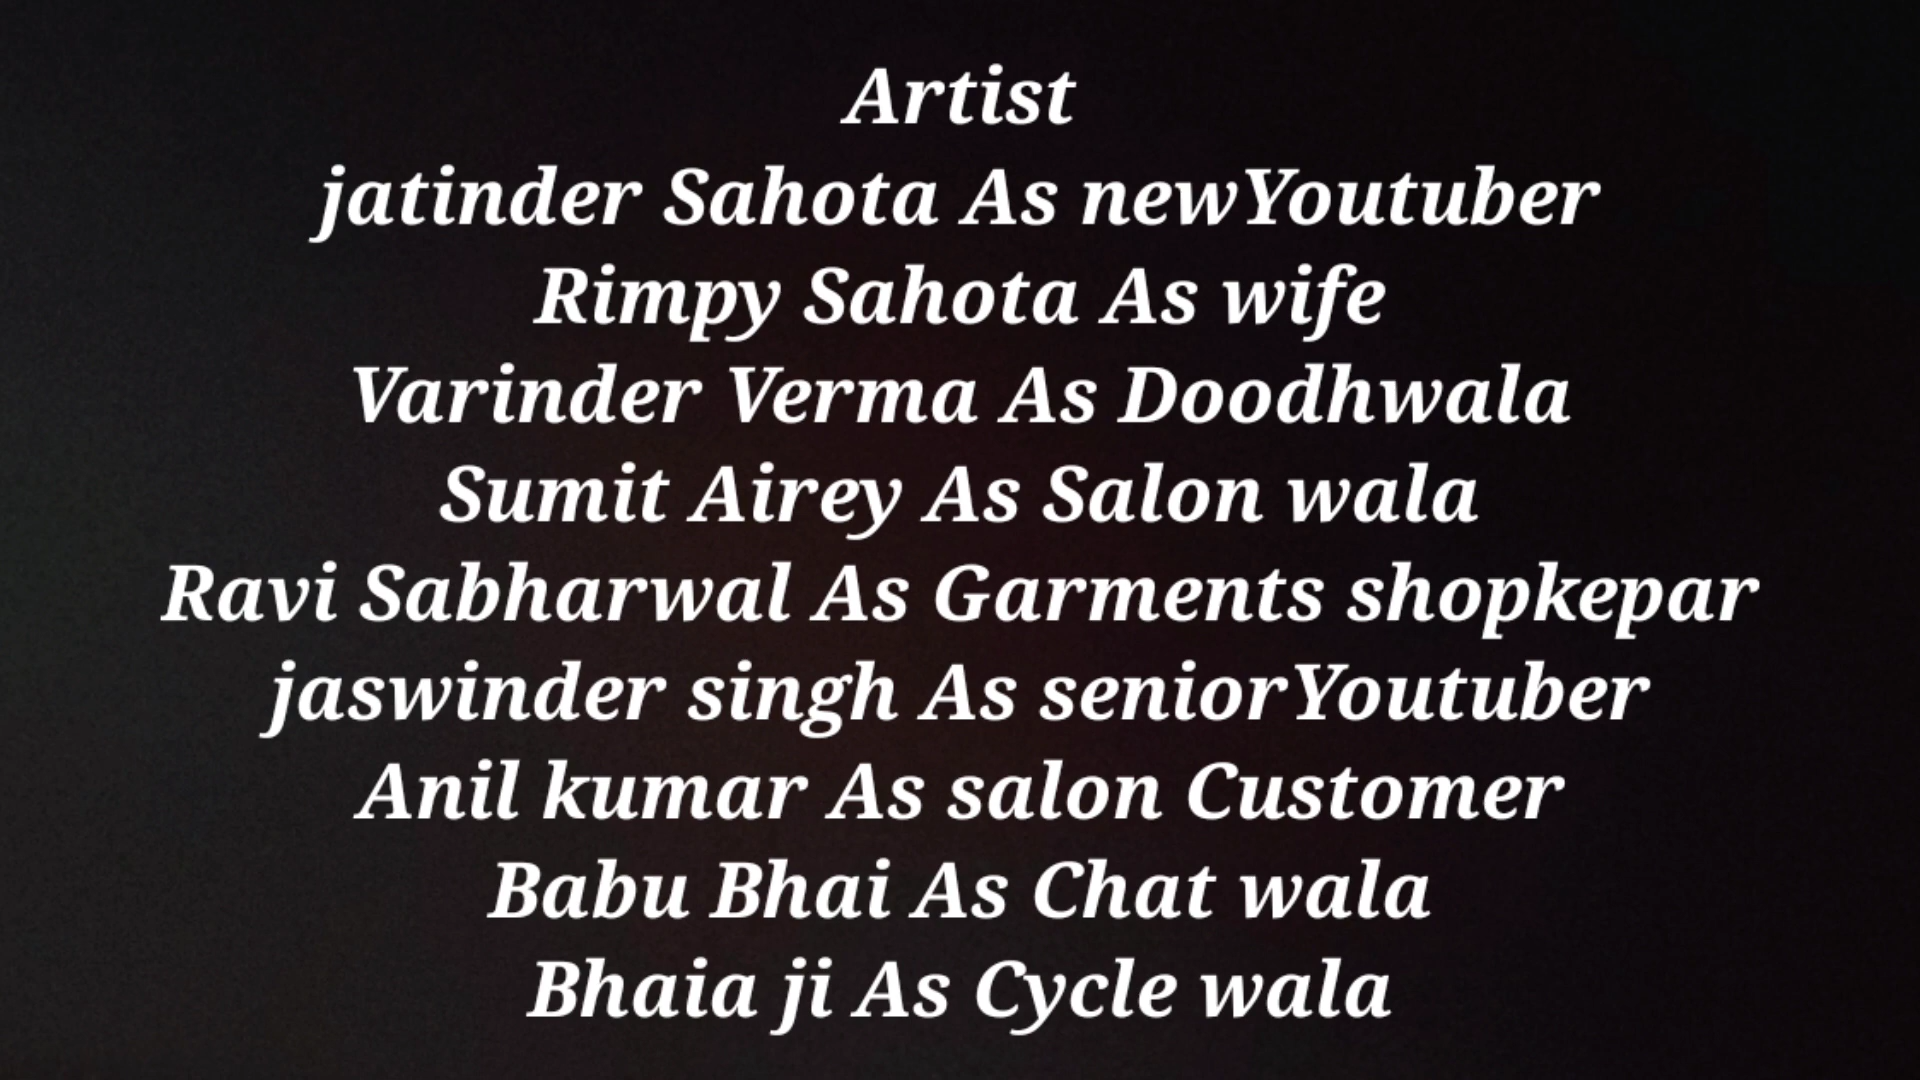 Artist
jatinder Sahota As newYoutuber
Rimpy Sahota As wife
Varinder Verma As Doodhwala
Sumit Airey As Salon wala
Ravi Sabharwal As Garments shopkepar
jaswinder singh As seniorYoutuber
Anil kumar As salon Customer
Babu Bhai As Chat wala
Bhaia ji As Cycle wala